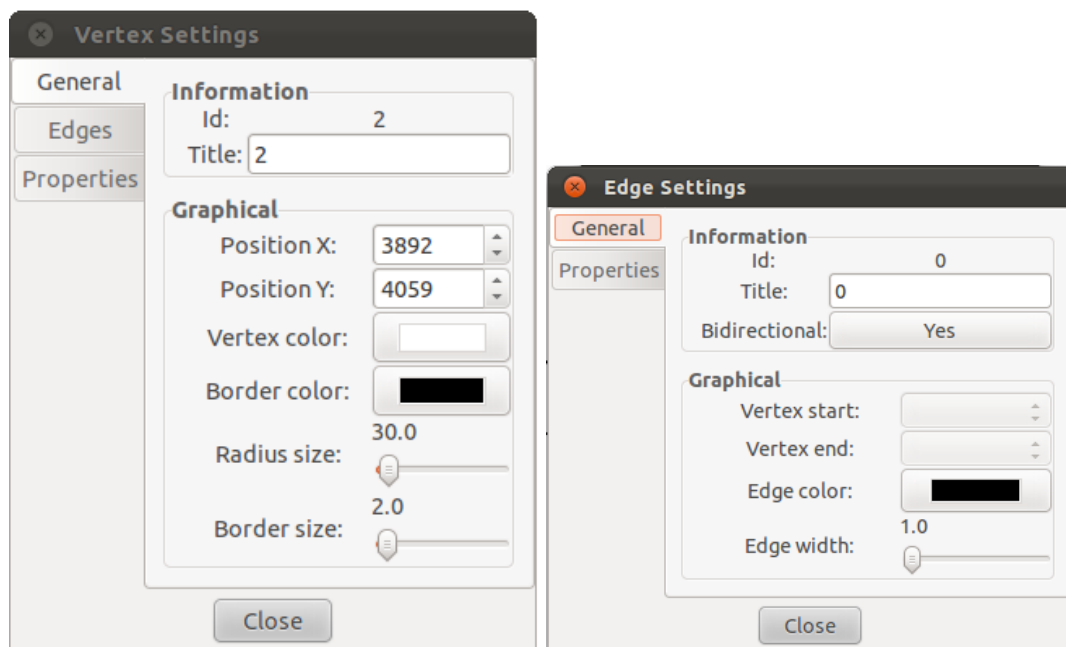 Vertex Settings
General
Edges
Properties
Information
Id: 2
Title: 2
Graphical
Position X: 3892
Position Y: 4059
Vertex color:
Border color:
Radius size: 30.0
Border size: 2.0
Close
Edge Settings
General
Properties
Information
Id: 0
Title: 0
Bidirectional: Yes
Graphical
Vertex start:
Vertex end:
Edge color:
Edge width: 1.0
Close